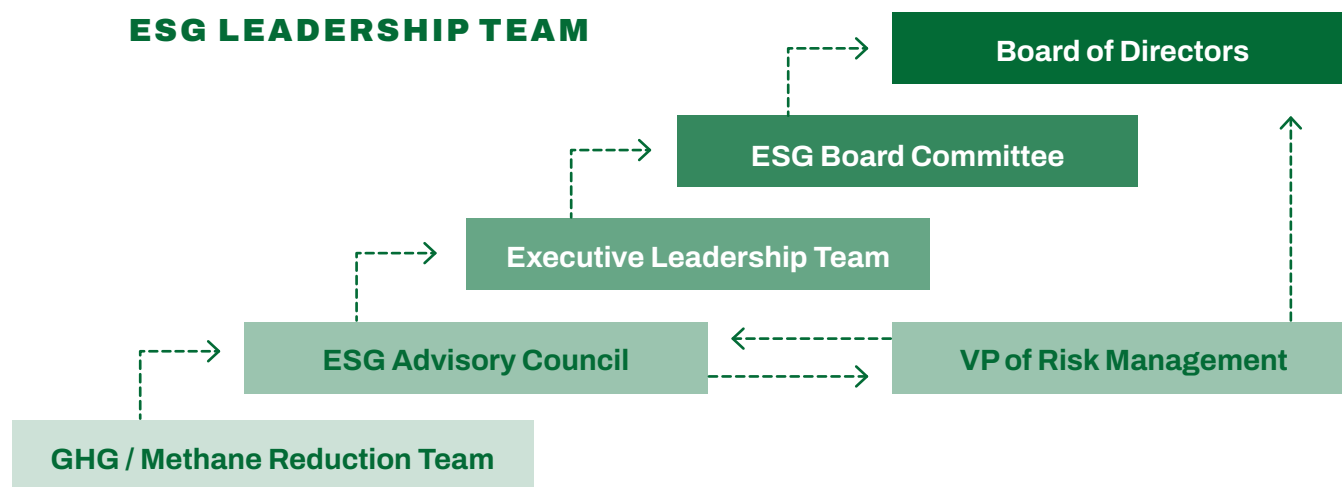 ESG LEADERSHIP TEAM
Board of Directors
ESG Board Committee
Executive Leadership Team
ESG Advisory Council
VP of Risk Management
GHG / Methane Reduction Team